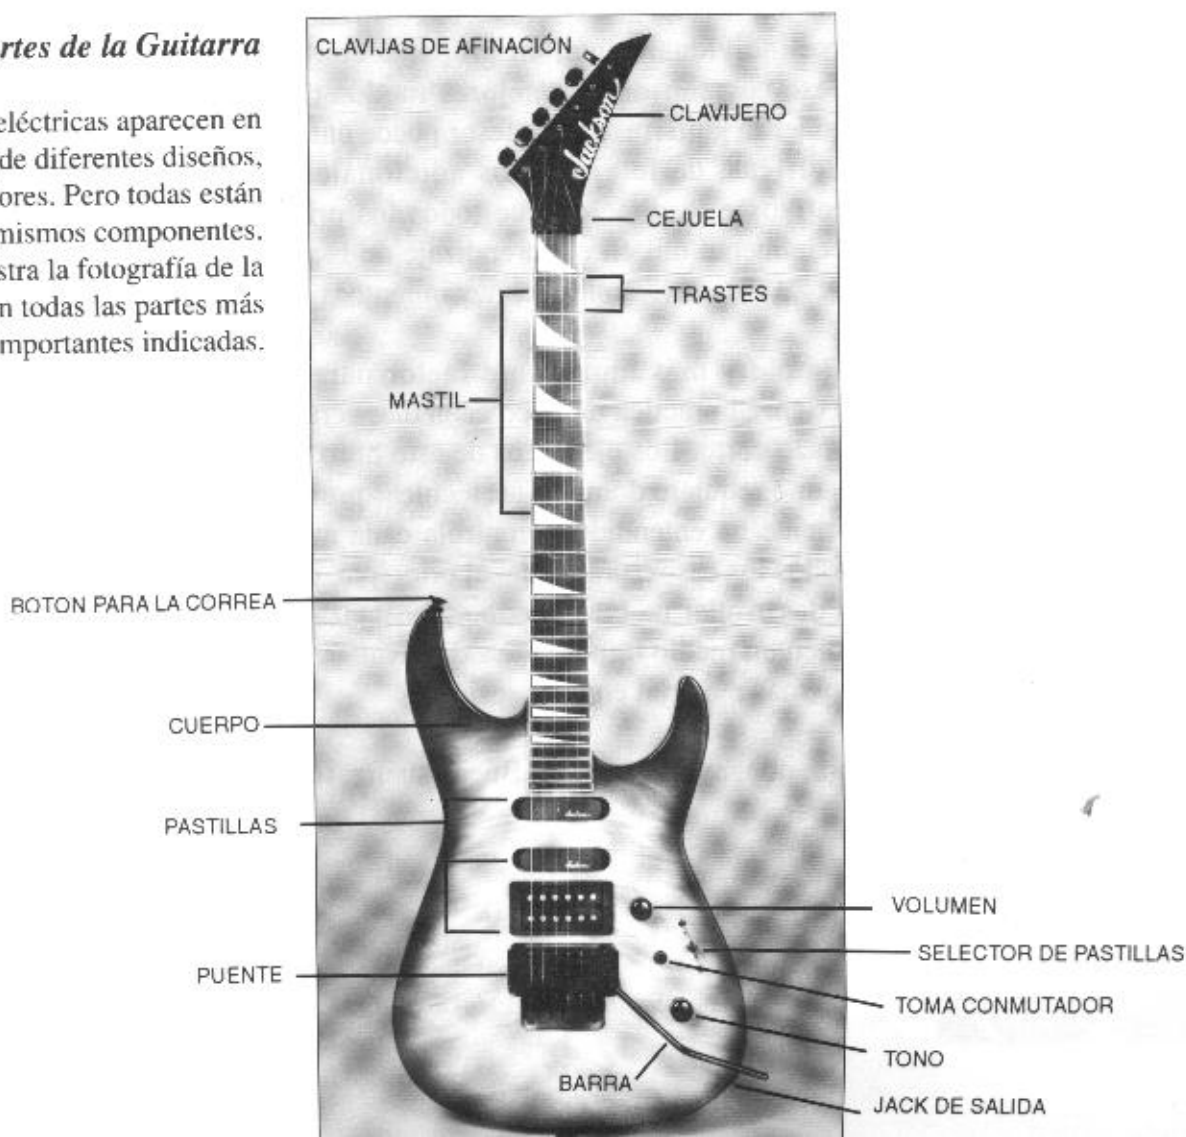 rtes de la Guitarra
eléctricas aparecen en
de diferentes diseños,
ores. Pero todas están
mismos componentes.
stra la fotografía de la
n todas las partes más
mportantes indicadas.
CLAVIJAS DE AFINACIÓN
Jackson
CLAVIJERO
CEJUELA
TRASTES
MASTIL
BOTON PARA LA CORREA
CUERPO
PASTILLAS
VOLUMEN
SELECTOR DE PASTILLAS
PUENTE
TOMA CONMUTADOR
TONO
BARRA
JACK DE SALIDA